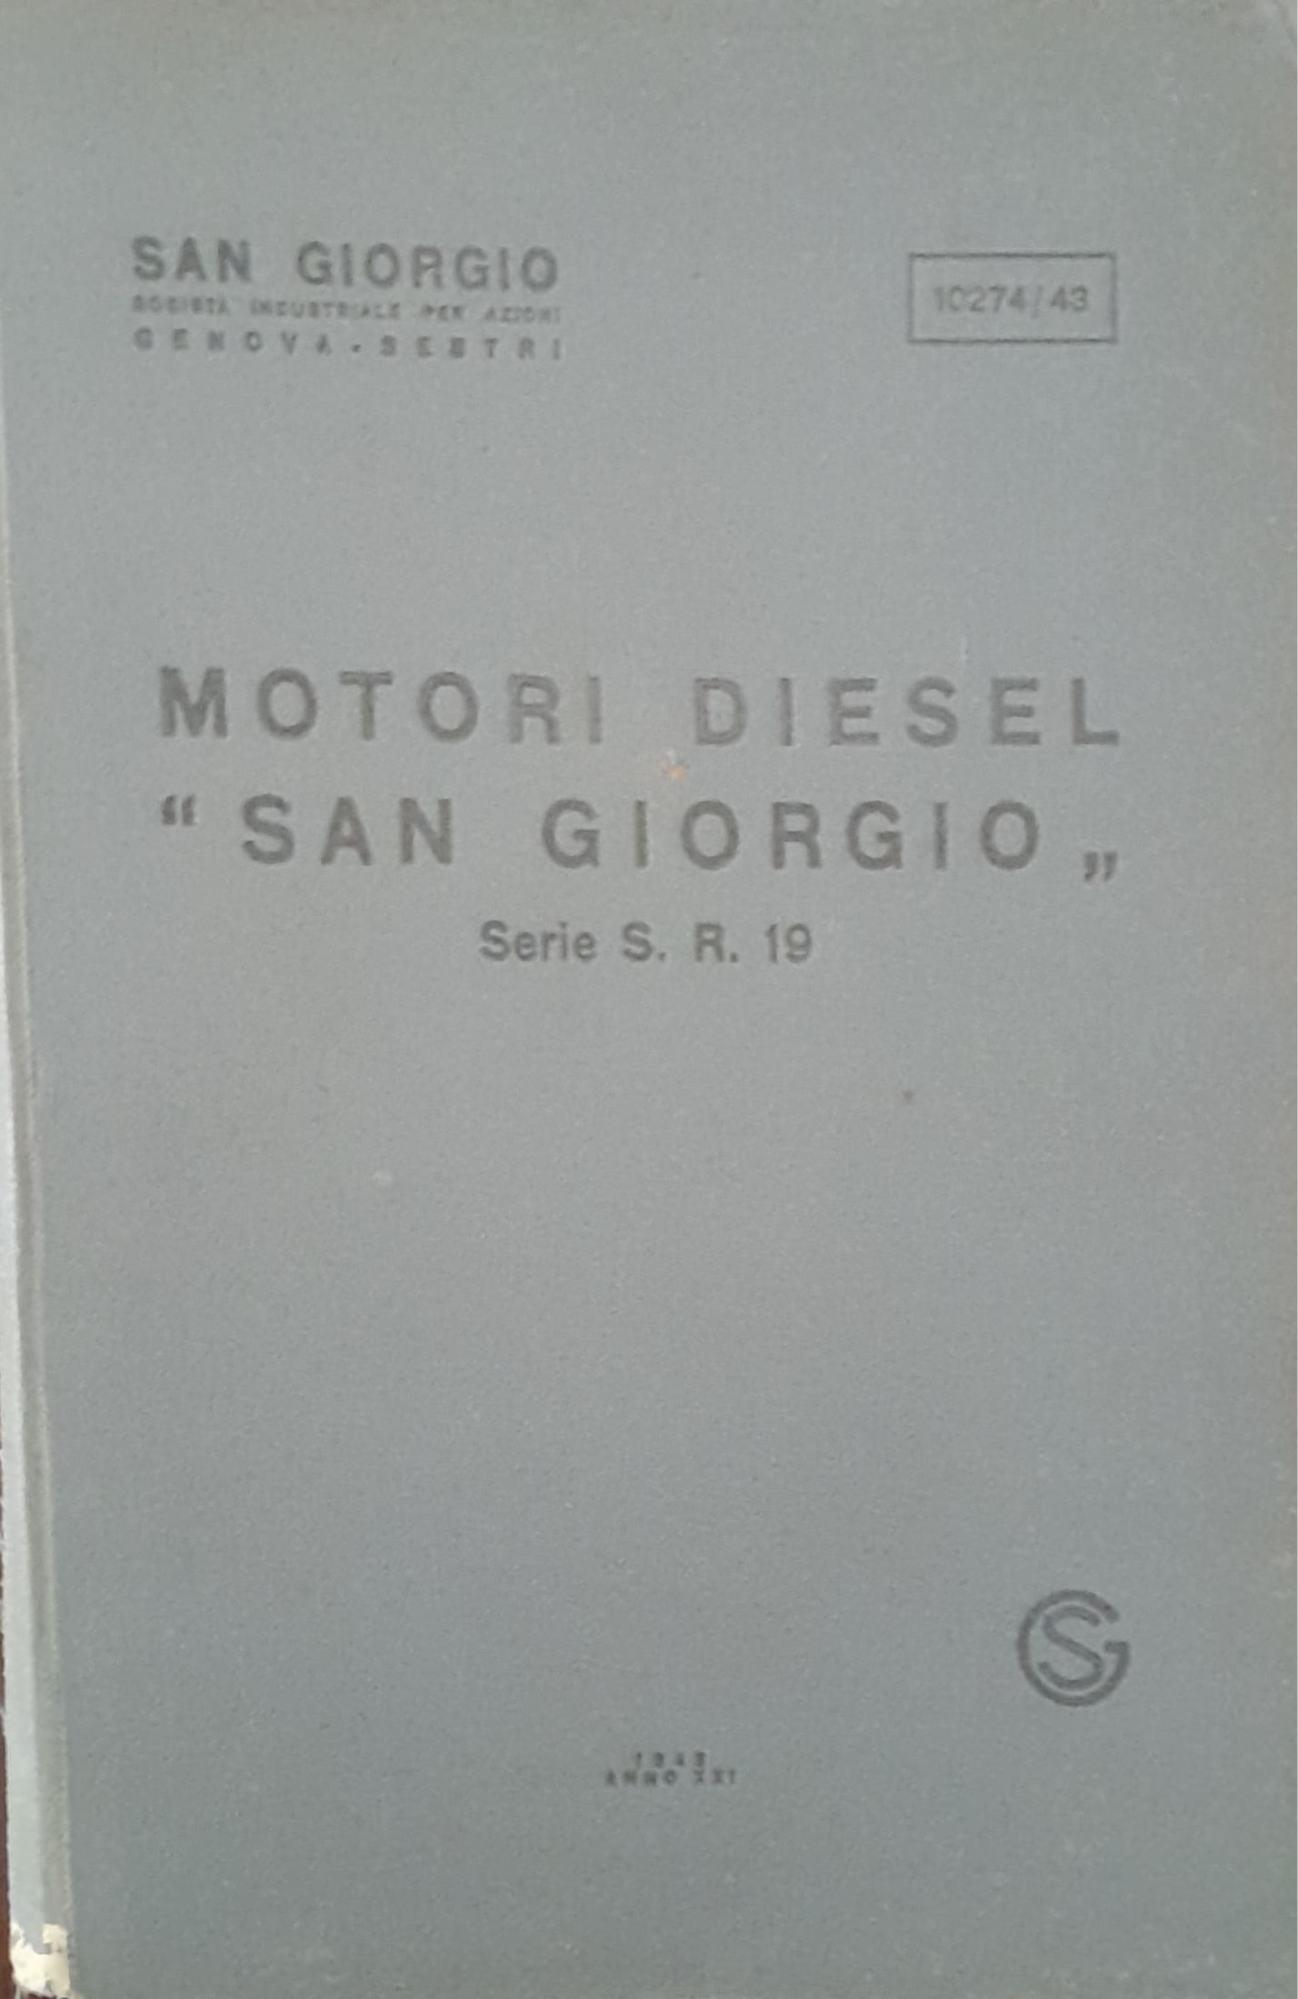 SAN GIORGIO
SOCIETÀ INDUSTRIALE PER AZIONI
GENOVA - SESTRI
10274/43
MOTORI DIESEL
“ SAN GIORGIO „
Serie S. R. 19
SG
1943
ANNO XXI